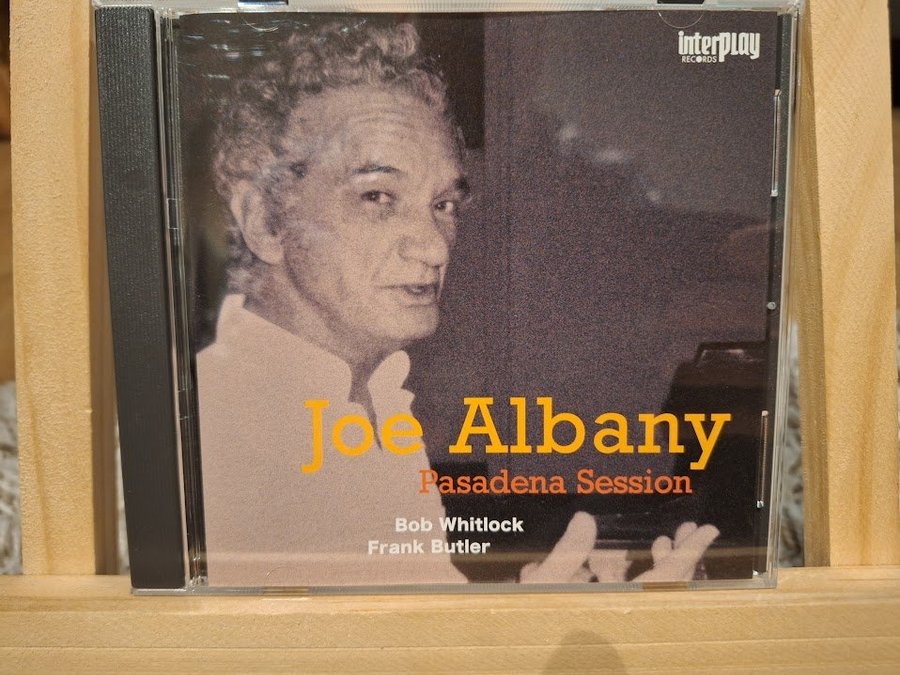 interPLAY
RECORDS
Joe Albany
Pasadena Session
Bob Whitlock
Frank Butler